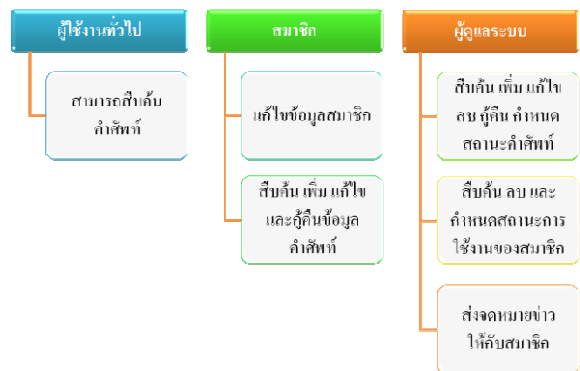 ผู้ใช้งานทั่วไป
สามารถสืบค้น
คำศัพท์
สมาชิก
แก้ไขข้อมูลสมาชิก
สืบค้น เพิ่ม แก้ไข
และกู้คืนข้อมูล
คำศัพท์
ผู้ดูแลระบบ
สืบค้น เพิ่ม แก้ไข
ลบ กู้คืน กำหนด
สถานะคำศัพท์
สืบค้น ลบ และ
กำหนดสถานะการ
ใช้งานของสมาชิก
ส่งจดหมายข่าว
ให้กับสมาชิก